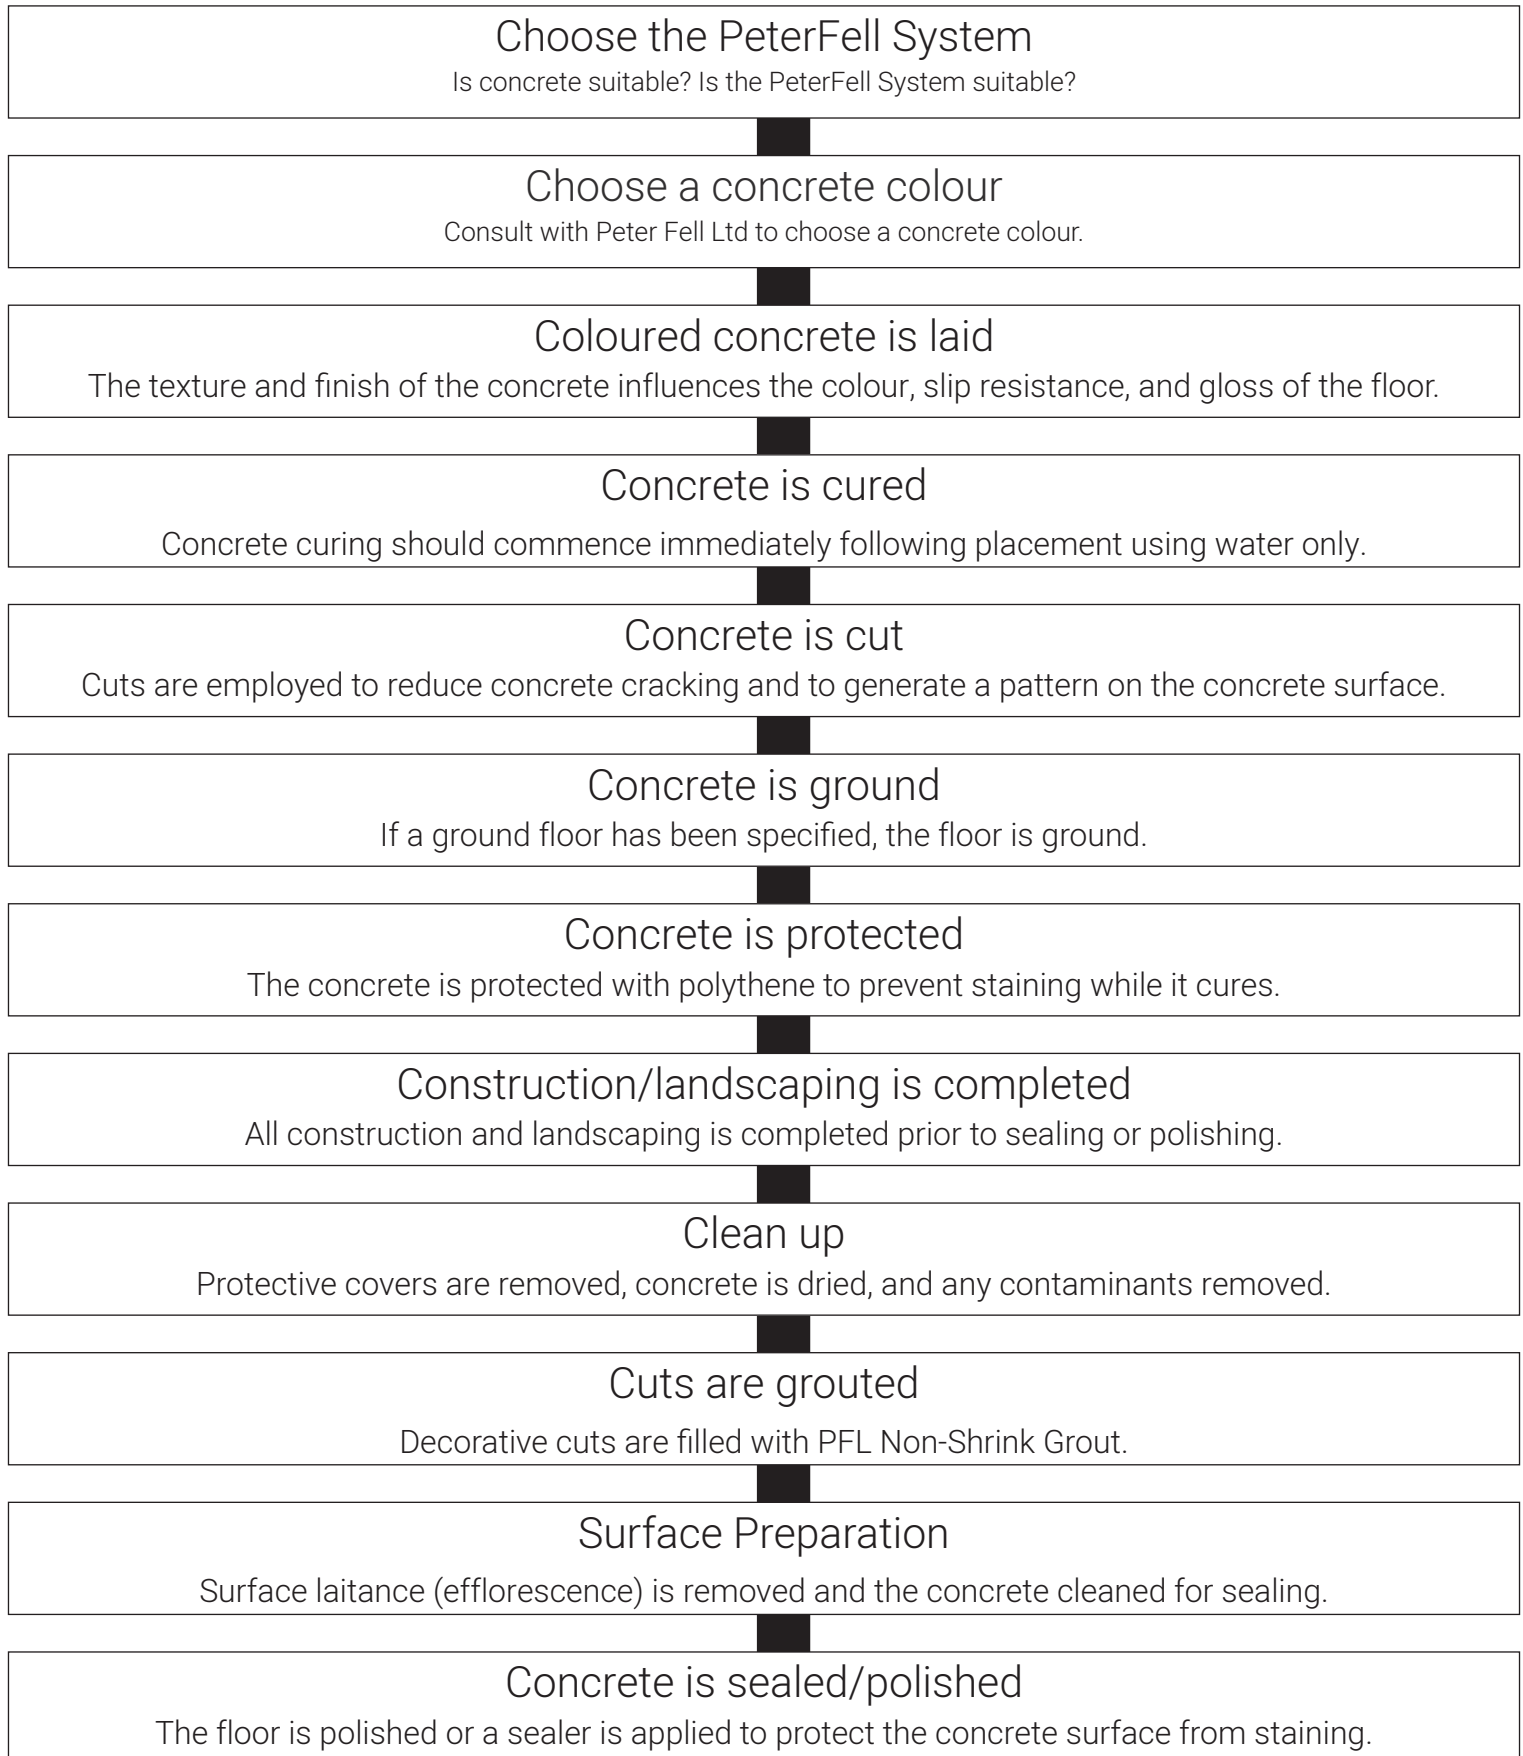 Choose the PeterFell System
Is concrete suitable? Is the PeterFell System suitable?
Choose a concrete colour
Consult with Peter Fell Ltd to choose a concrete colour.
Coloured concrete is laid
The texture and finish of the concrete influences the colour, slip resistance, and gloss of the floor.
Concrete is cured
Concrete curing should commence immediately following placement using water only.
Concrete is cut
Cuts are employed to reduce concrete cracking and to generate a pattern on the concrete surface.
Concrete is ground
If a ground floor has been specified, the floor is ground.
Concrete is protected
The concrete is protected with polythene to prevent staining while it cures.
Construction/landscaping is completed
All construction and landscaping is completed prior to sealing or polishing.
Clean up
Protective covers are removed, concrete is dried, and any contaminants removed.
Cuts are grouted
Decorative cuts are filled with PFL Non-Shrink Grout.
Surface Preparation
Surface laitance (efflorescence) is removed and the concrete cleaned for sealing.
Concrete is sealed/polished
The floor is polished or a sealer is applied to protect the concrete surface from staining.